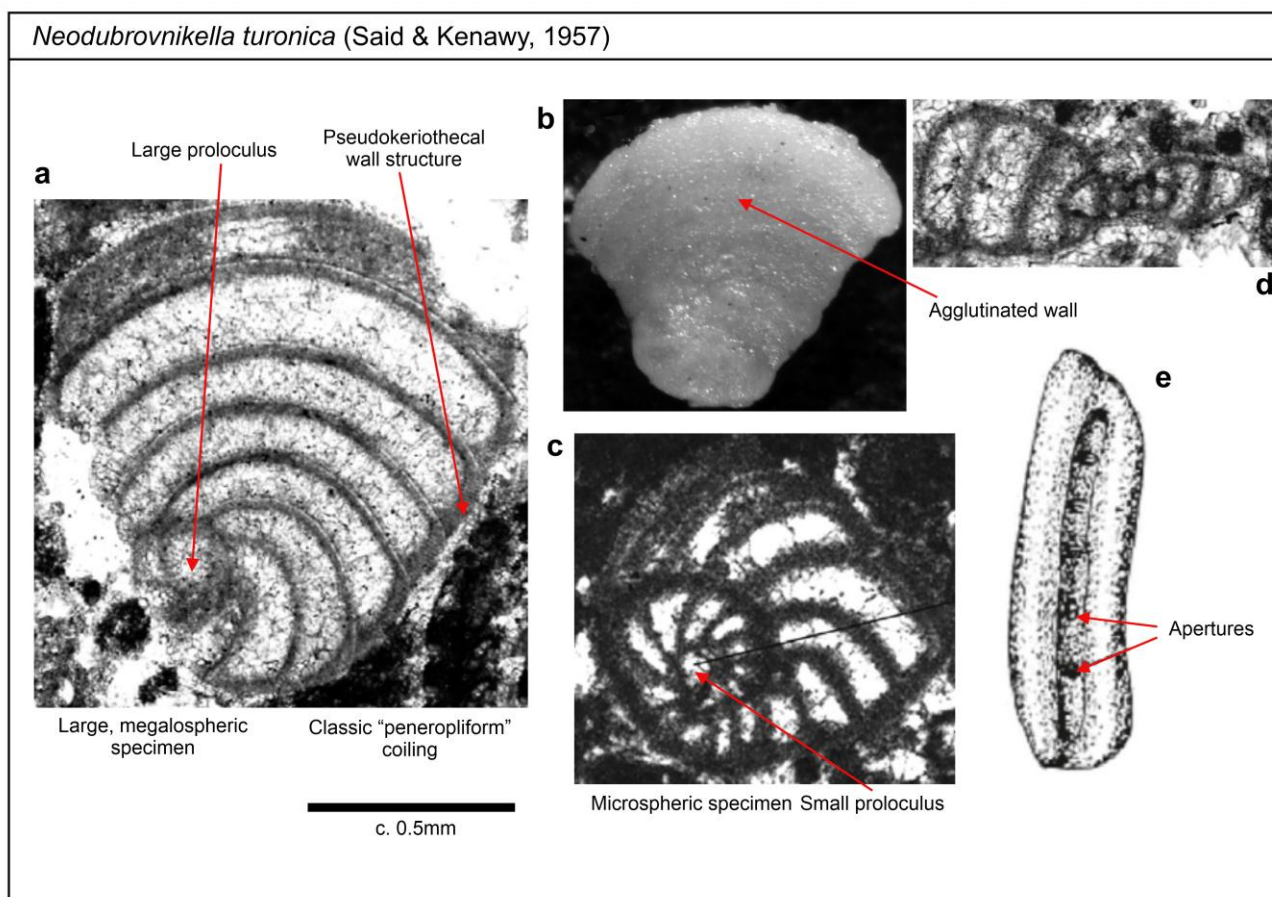 Neodubrovnikella turonica (Said & Kenawy, 1957)
a
Large proloculus
Pseudokeriothecal
wall structure
Large, megalospheric
specimen
Classic “peneropliform”
coiling
c. 0.5mm
b
Agglutinated wall
d
c
Microspheric specimen
Small proloculus
e
Apertures